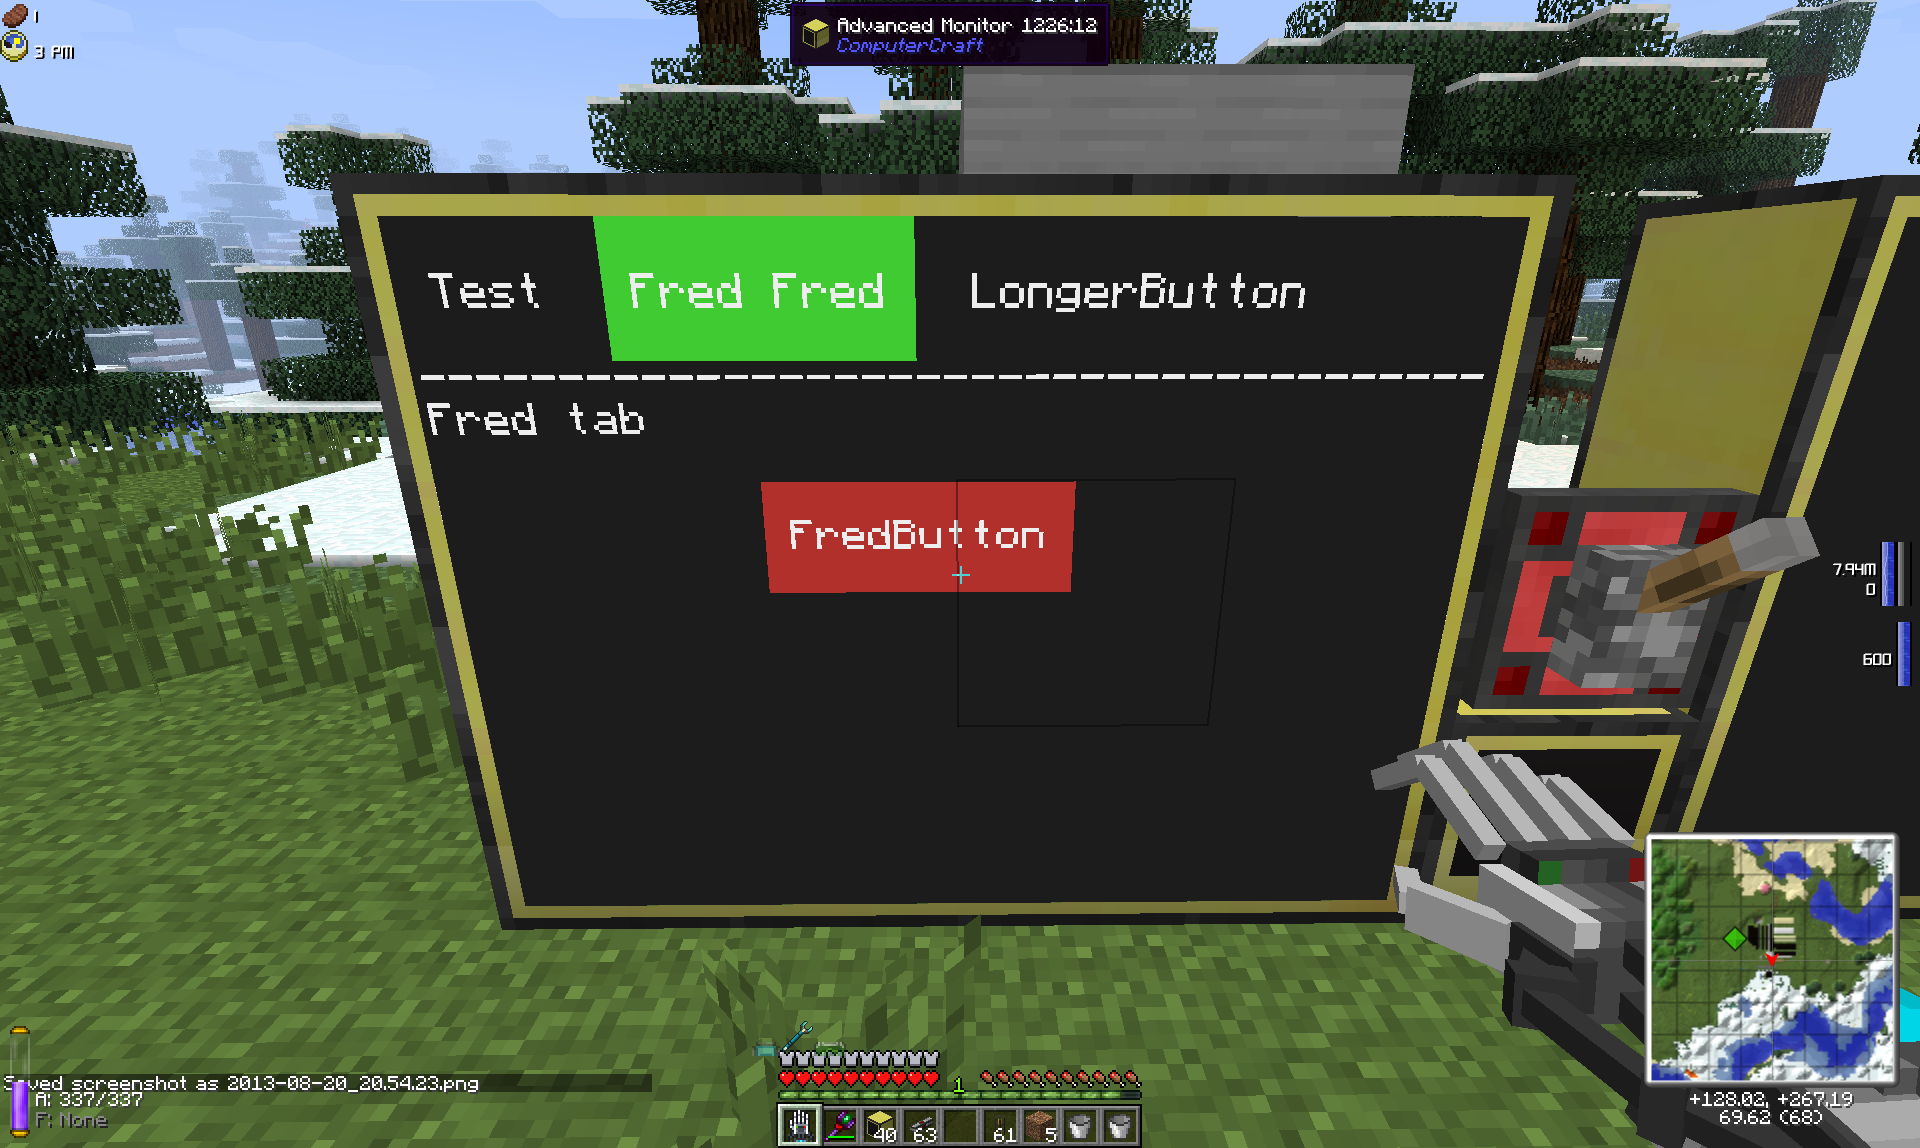 1
3 PM
Advanced Monitor 1226:12
ComputerCraft
Test Fred Fred LongerButton
Fred tab
FredButton
7.94M
0
600
Saved screenshot as 2013-08-20_20.54.23.png
A: 337/337
F: None
1
40 63 61 5
+128.02, +267.19
69.62 (68)